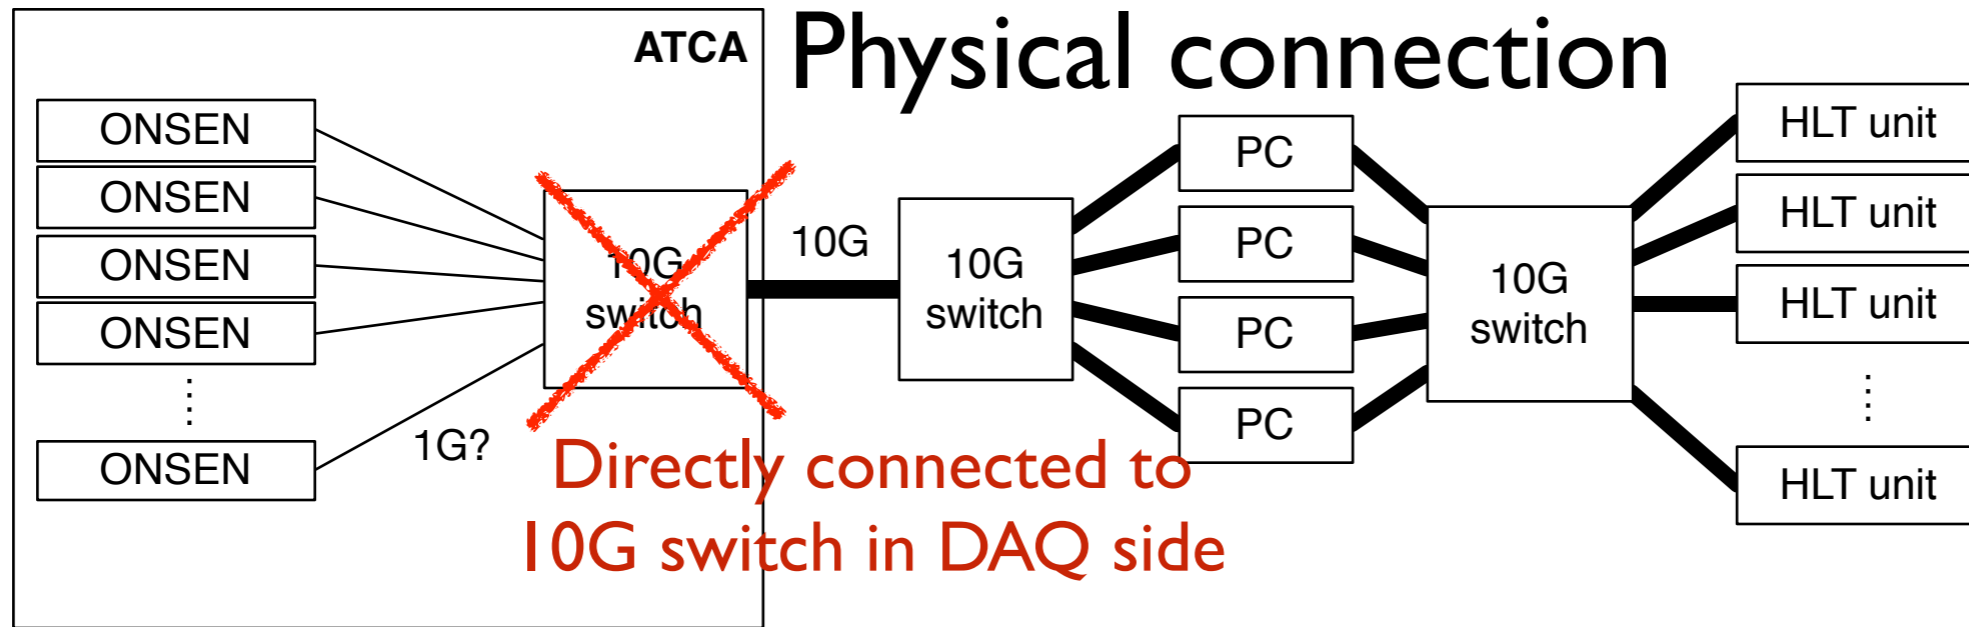 Physical connection
ATCA
ONSEN
ONSEN
ONSEN
ONSEN
ONSEN
1G?
10G
switch
10G
10G
switch
PC
PC
PC
PC
10G
switch
HLT unit
HLT unit
HLT unit
HLT unit
Directly connected to
10G switch in DAQ side